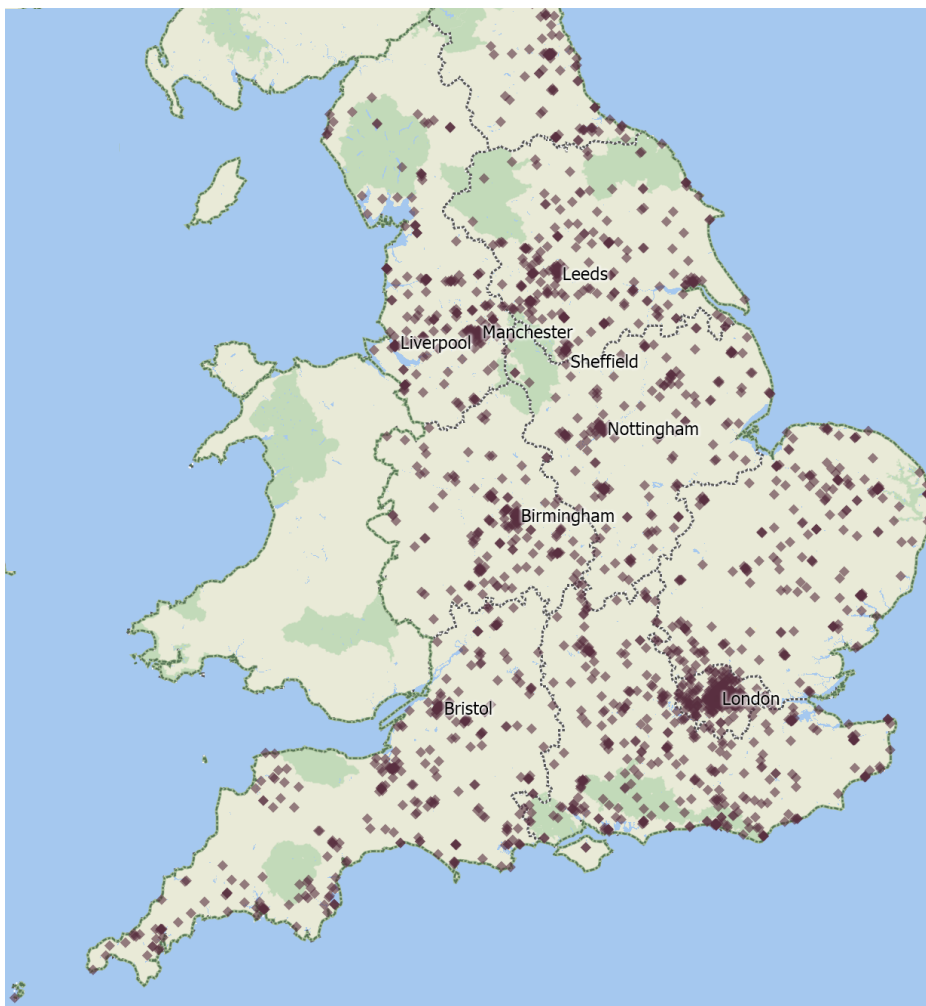 Leeds
Manchester
Liverpool
Sheffield
Nottingham
Birmingham
London
Bristol